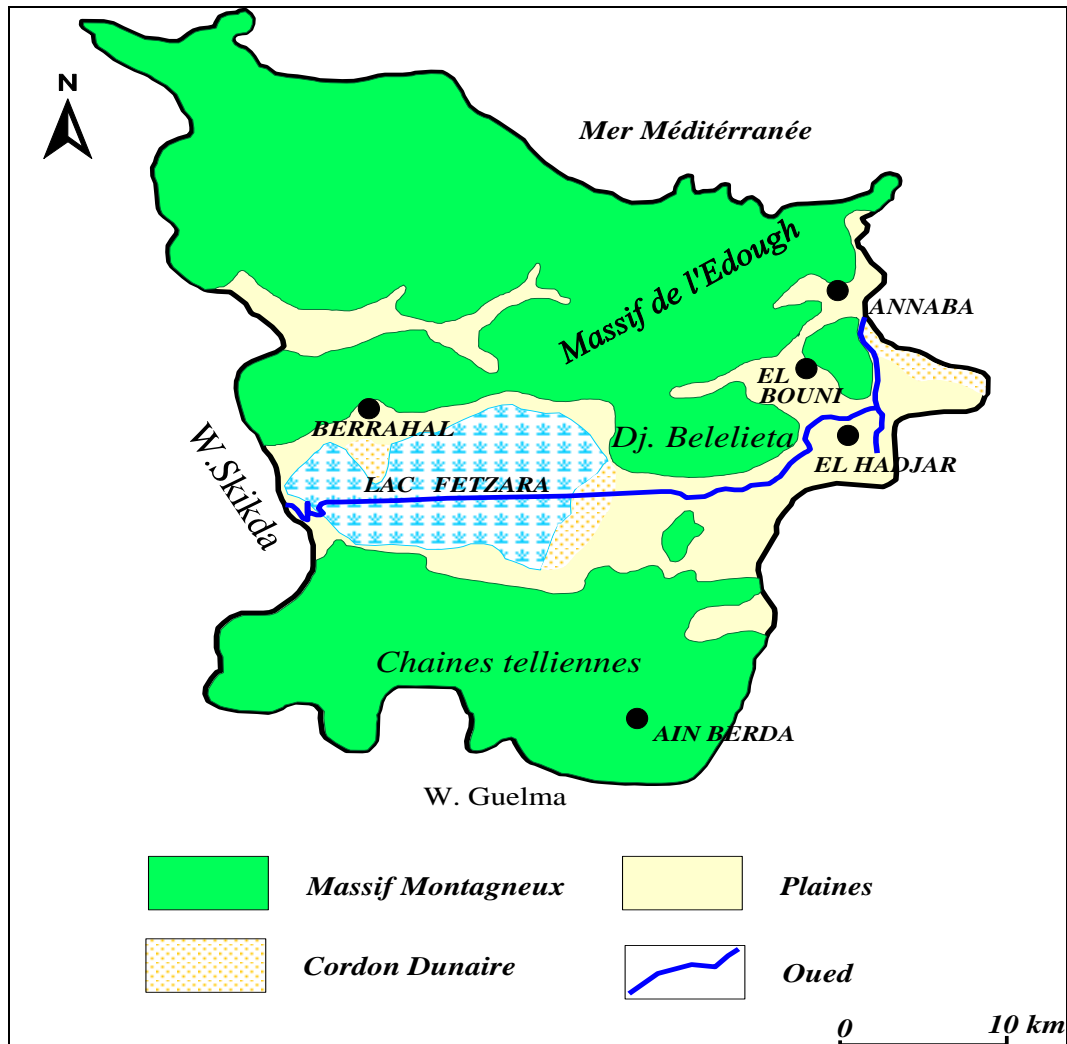 N
Mer Méditérranée
Massif de l'Edough
ANNABA
EL
BOUNI
BERRAHAL
Dj. Belelieta
EL HADJAR
W.Skikda
LAC FETZARA
Chaines telliennes
AIN BERDA
W. Guelma
Massif Montagneux
Plaines
Cordon Dunaire
Oued
0 10 km